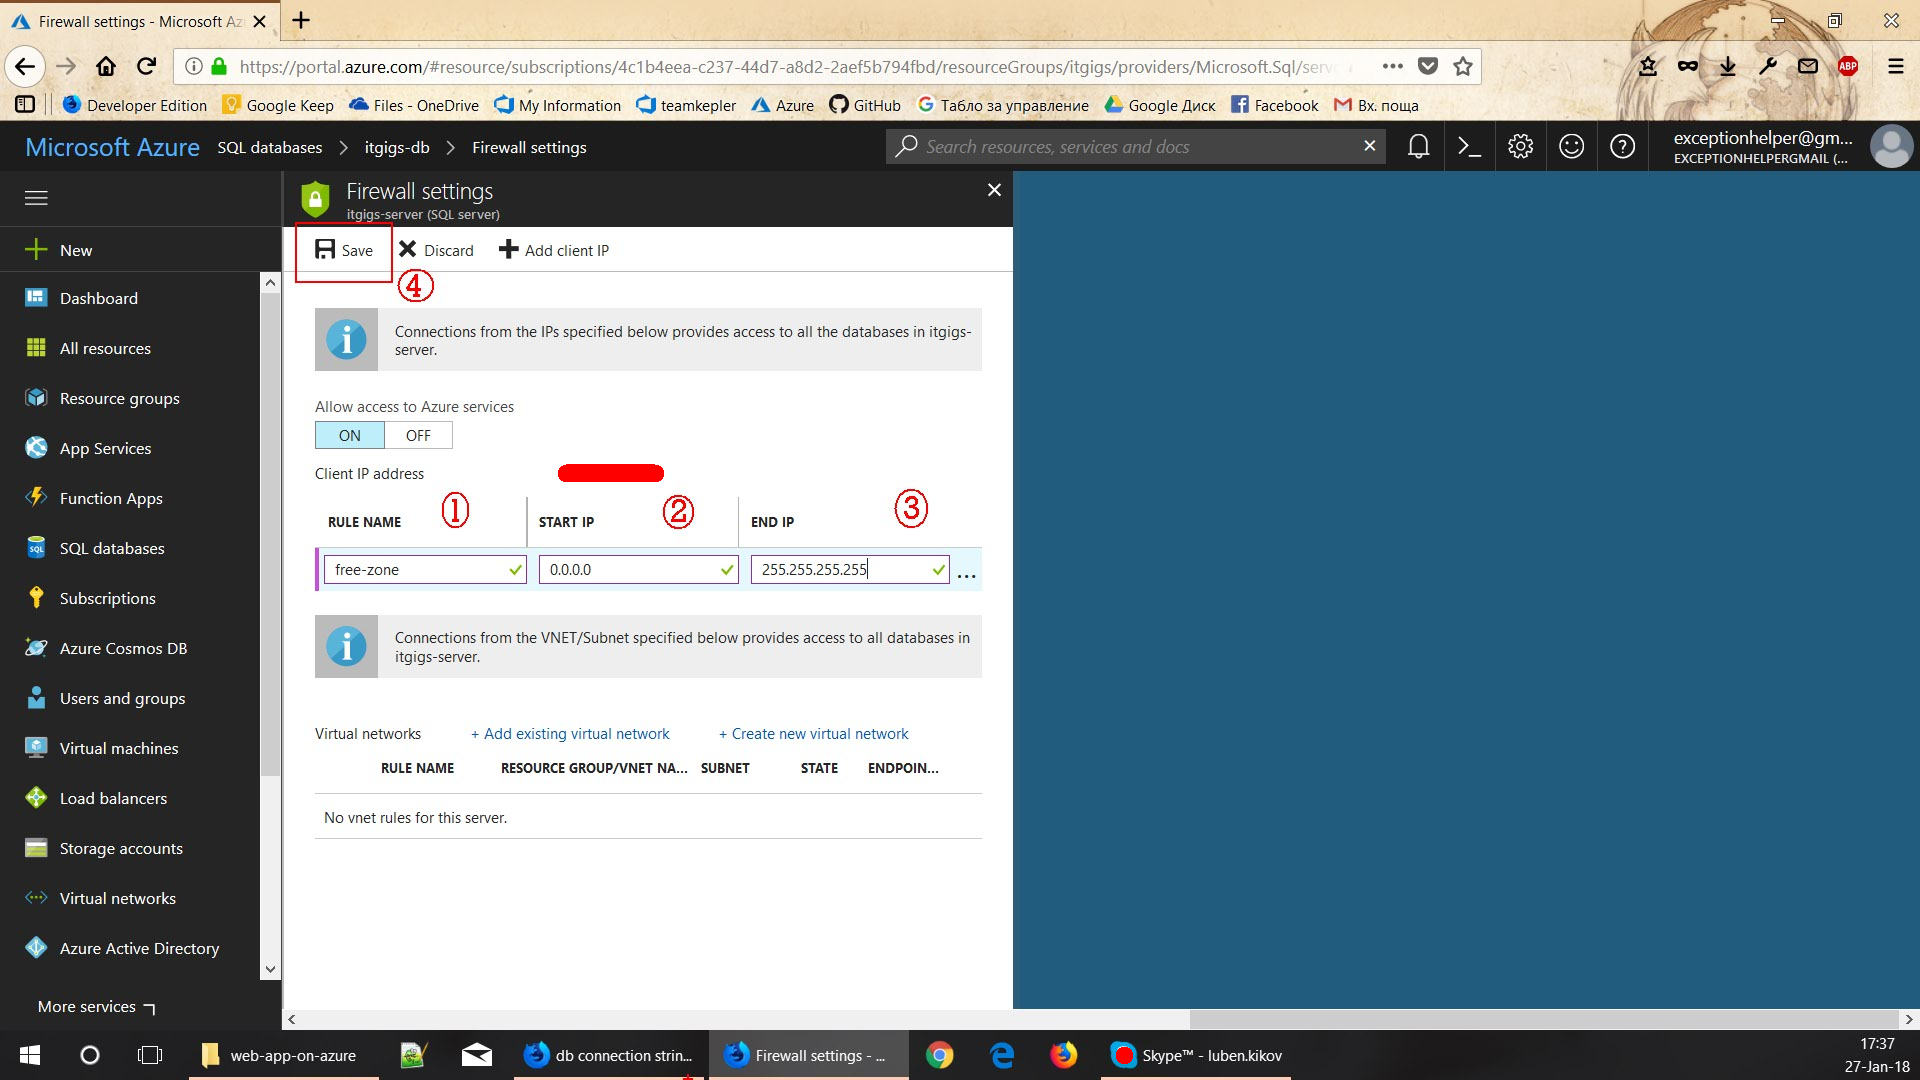 Firewall settings - Microsoft Az
https://portal.azure.com/#resource/subscriptions/4c1b4eea-c237-44d7-a8d2-2aef5b794fbd/resourceGroups/itgigs/providers/Microsoft.Sql/serv
ABP
Developer Edition
Google Keep
Files - OneDrive
My Information
teamkepler
Azure
GitHub
Табло за управление
Google Диск
Facebook
Вх. поща
Microsoft Azure
SQL databases > itgigs-db > Firewall settings
Search resources, services and docs
exceptionhelper@gm...
EXCEPTIONHELPERGMAIL (...
Firewall settings
itgigs-server (SQL server)
New
Save
Discard
Add client IP
④
Dashboard
All resources
Resource groups
App Services
Function Apps
SQL databases
Subscriptions
Azure Cosmos DB
Users and groups
Virtual machines
Load balancers
Storage accounts
Virtual networks
Azure Active Directory
More services
Connections from the IPs specified below provides access to all the databases in itgigs-
server.
Allow access to Azure services
ON OFF
Client IP address
① ② ③
RULE NAME START IP END IP
free-zone 0.0.0.0 255.255.255.255 ...
Connections from the VNET/Subnet specified below provides access to all databases in
itgigs-server.
Virtual networks + Add existing virtual network + Create new virtual network
RULE NAME RESOURCE GROUP/VNET NA... SUBNET STATE ENDPOIN...
No vnet rules for this server.
web-app-on-azure
db connection strin...
Firewall settings - ...
Skype™ - luben.kikov
17:37
27-Jan-18